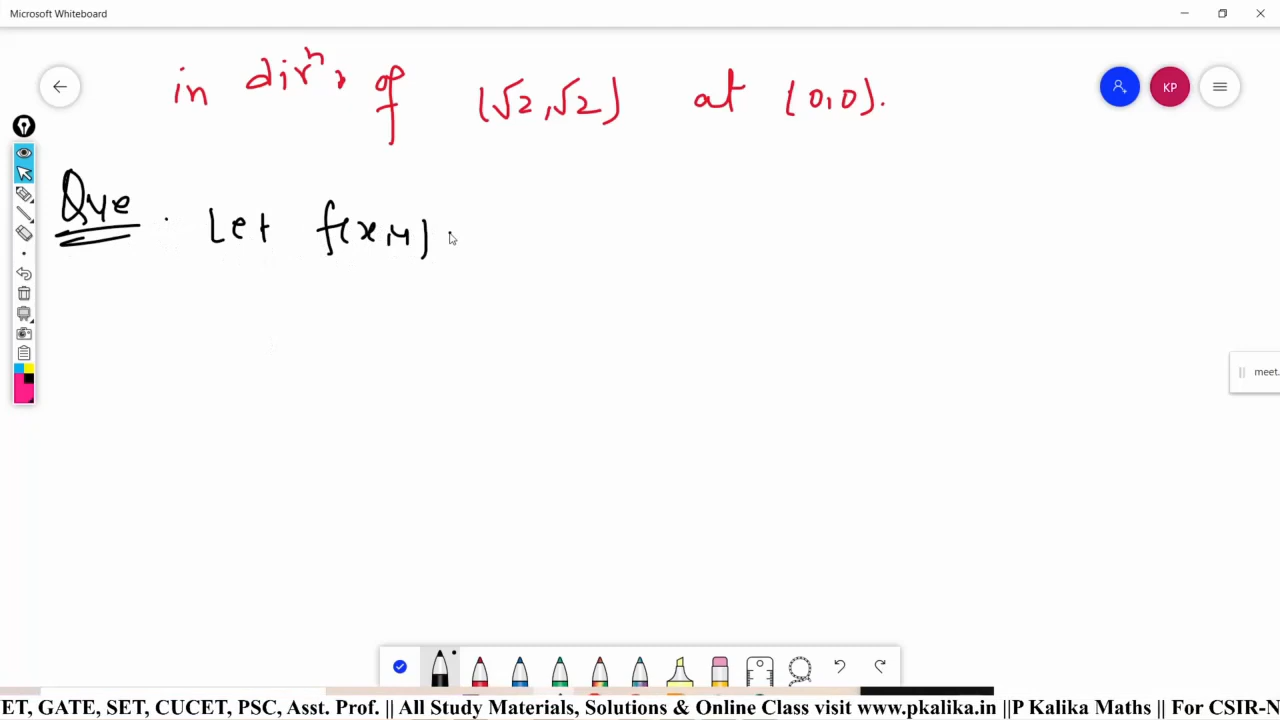 Microsoft Whiteboard
in dirⁿ, of (√2,√2) at (0,0).
KP
Que . Let f(x,y)
meet.
ET, GATE, SET, CUCET, PSC, Asst. Prof. || All Study Materials, Solutions & Online Class visit www.pkalika.in ||P Kalika Maths || For CSIR-N